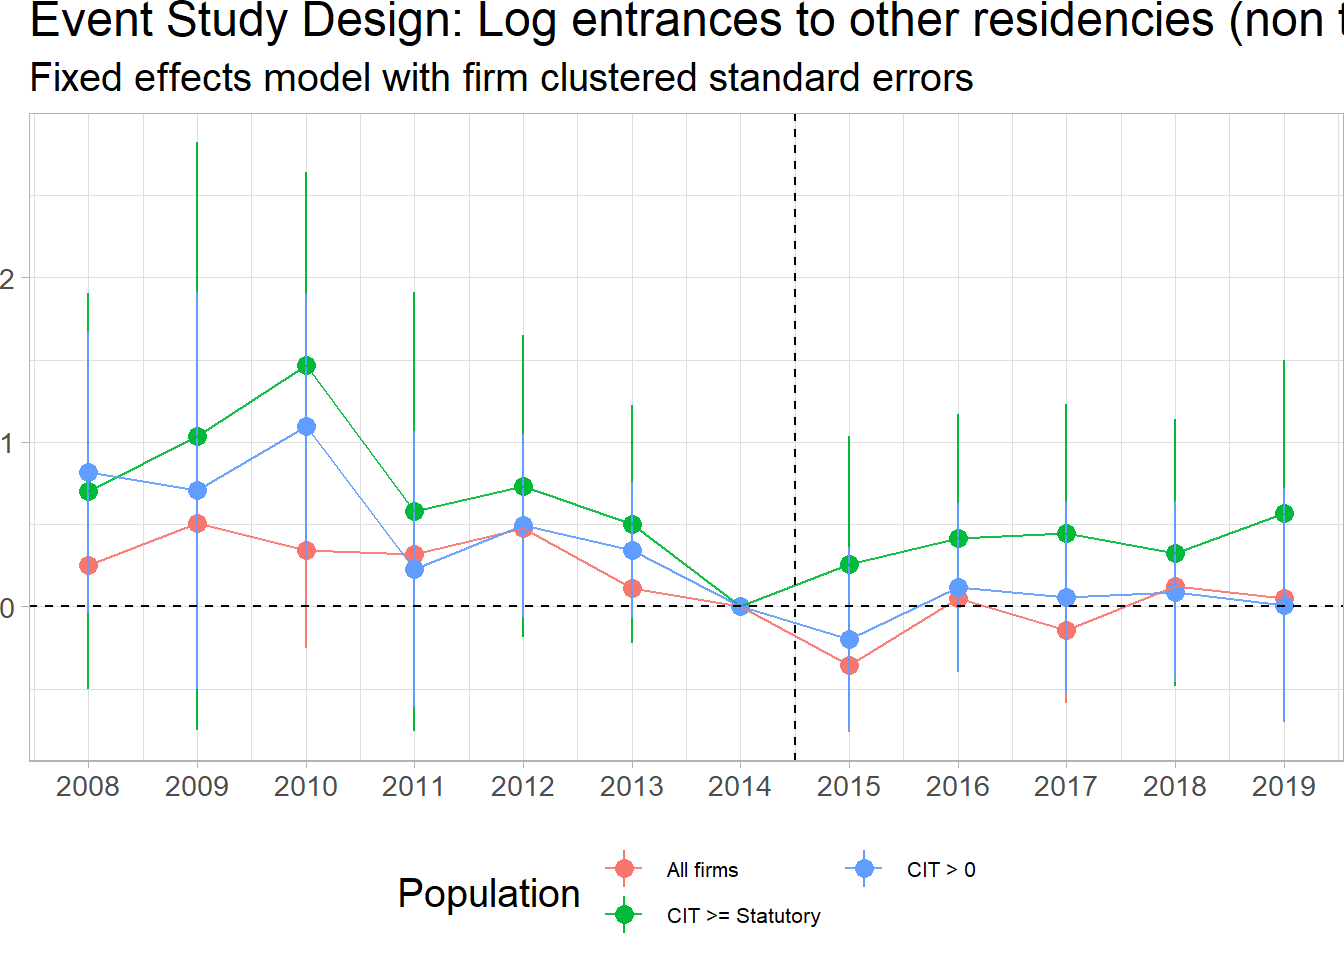 Event Study Design: Log entrances to other residencies (non t
Fixed effects model with firm clustered standard errors
2
1
0
2008 2009 2010 2011 2012 2013 2014 2015 2016 2017 2018 2019
Population
All firms
CIT > 0
CIT >= Statutory